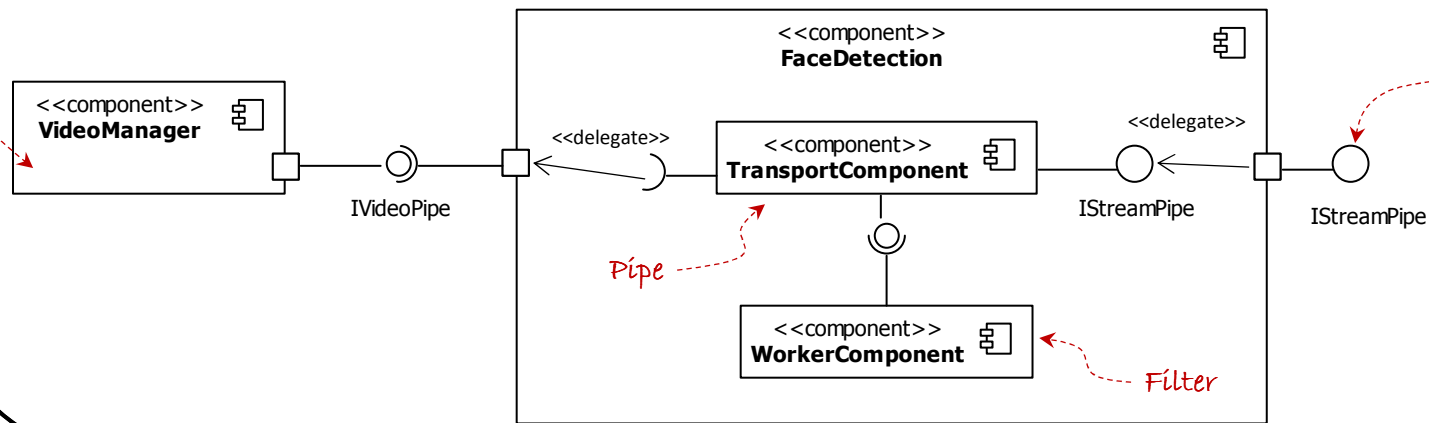 <<component>>
FaceDetection
<<component>>
VideoManager
<<delegate>>
<<component>>
TransportComponent
<<delegate>>
IVideoPipe
IStreamPipe
IStreamPipe
Pipe
<<component>>
WorkerComponent
Filter